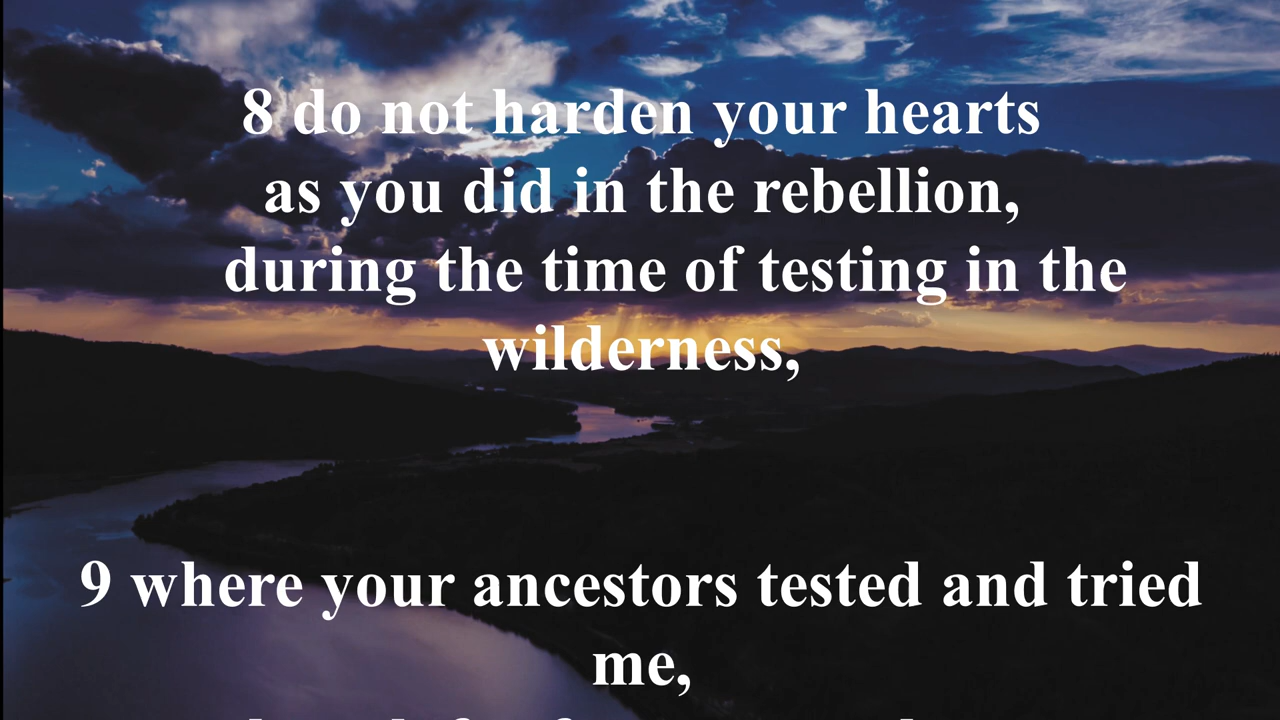 8 do not harden your hearts
as you did in the rebellion,
during the time of testing in the
wilderness,
9 where your ancestors tested and tried
me,